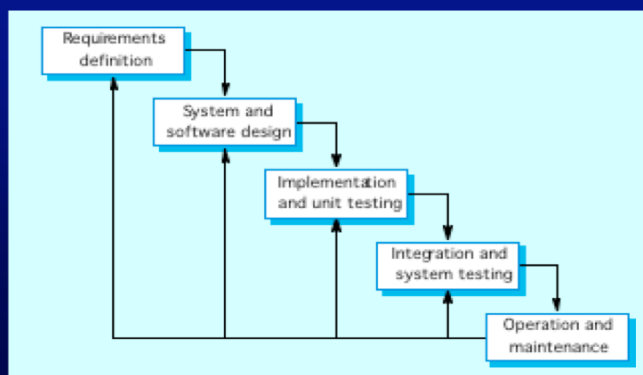 Requirements
definition
System and
software design
Implementation
and unit testing
Integration and
system testing
Operation and
maintenance